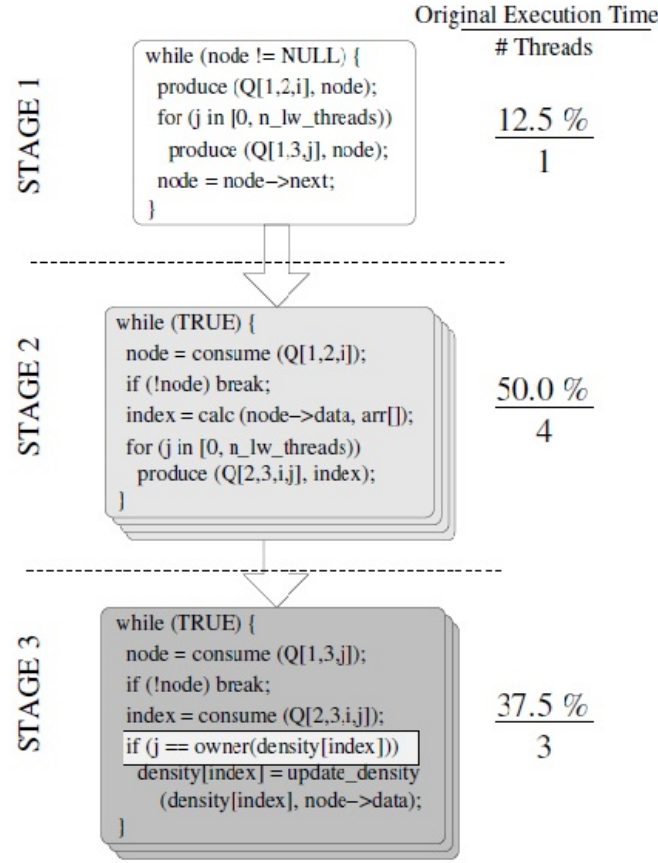 Original Execution Time
# Threads
STAGE 1
while (node != NULL) {
produce (Q[1,2,i], node);
for (j in [0, n_lw_threads))
produce (Q[1,3,j], node);
node = node->next;
}
12.5 %
1
STAGE 2
while (TRUE) {
node = consume (Q[1,2,i]);
if (!node) break;
index = calc (node->data, arr[]);
for (j in [0, n_lw_threads))
produce (Q[2,3,i,j], index);
}
50.0 %
4
STAGE 3
while (TRUE) {
node = consume (Q[1,3,j]);
if (!node) break;
index = consume (Q[2,3,i,j]);
if (j == owner(density[index]))
density[index] = update_density
(density[index], node->data);
}
37.5 %
3